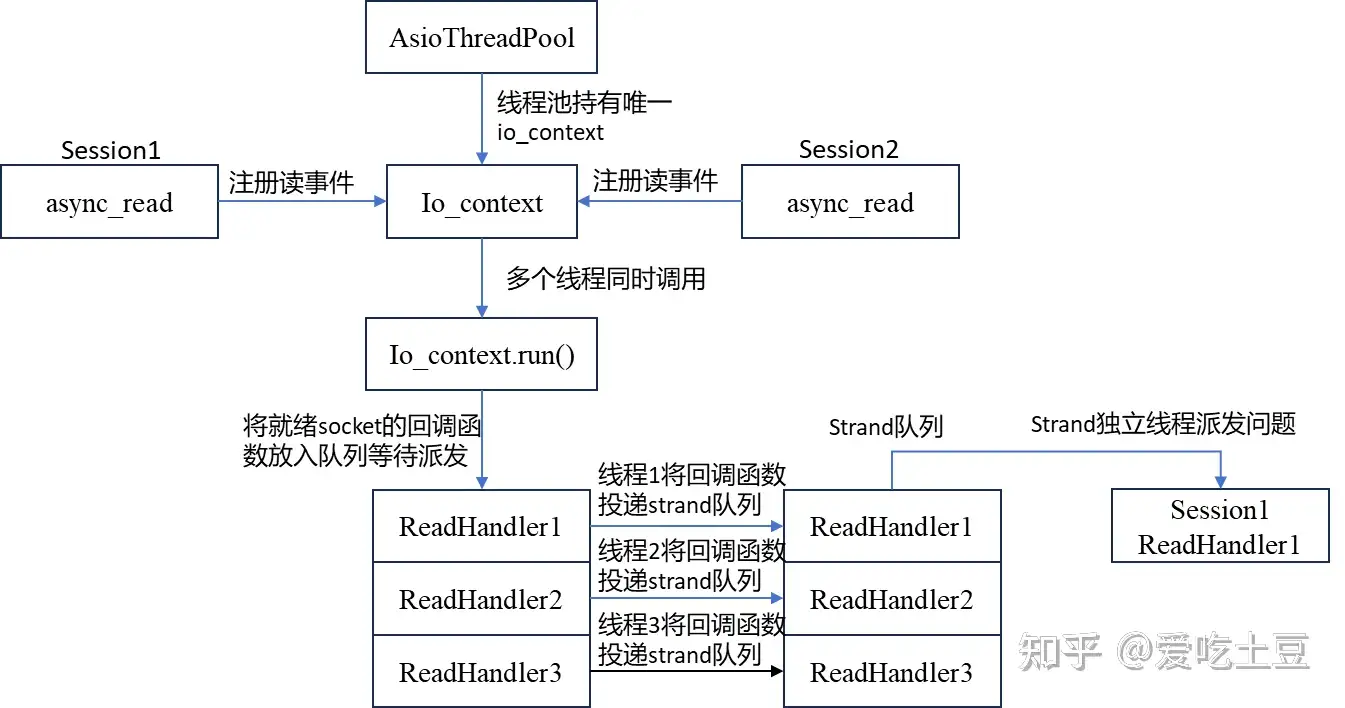 AsioThreadPool
线程池持有唯一
io_context
Session1
Session2
async_read
注册读事件
Io_context
注册读事件
async_read
多个线程同时调用
Io_context.run()
将就绪socket的回调函
数放入队列等待派发
Strand队列
Strand独立线程派发问题
线程1将回调函数
投递strand队列
ReadHandler1
ReadHandler1
Session1
ReadHandler1
线程2将回调函数
投递strand队列
ReadHandler2
ReadHandler2
线程3将回调函数
投递strand队列
ReadHandler3
ReadHandler3
知乎 @爱吃土豆